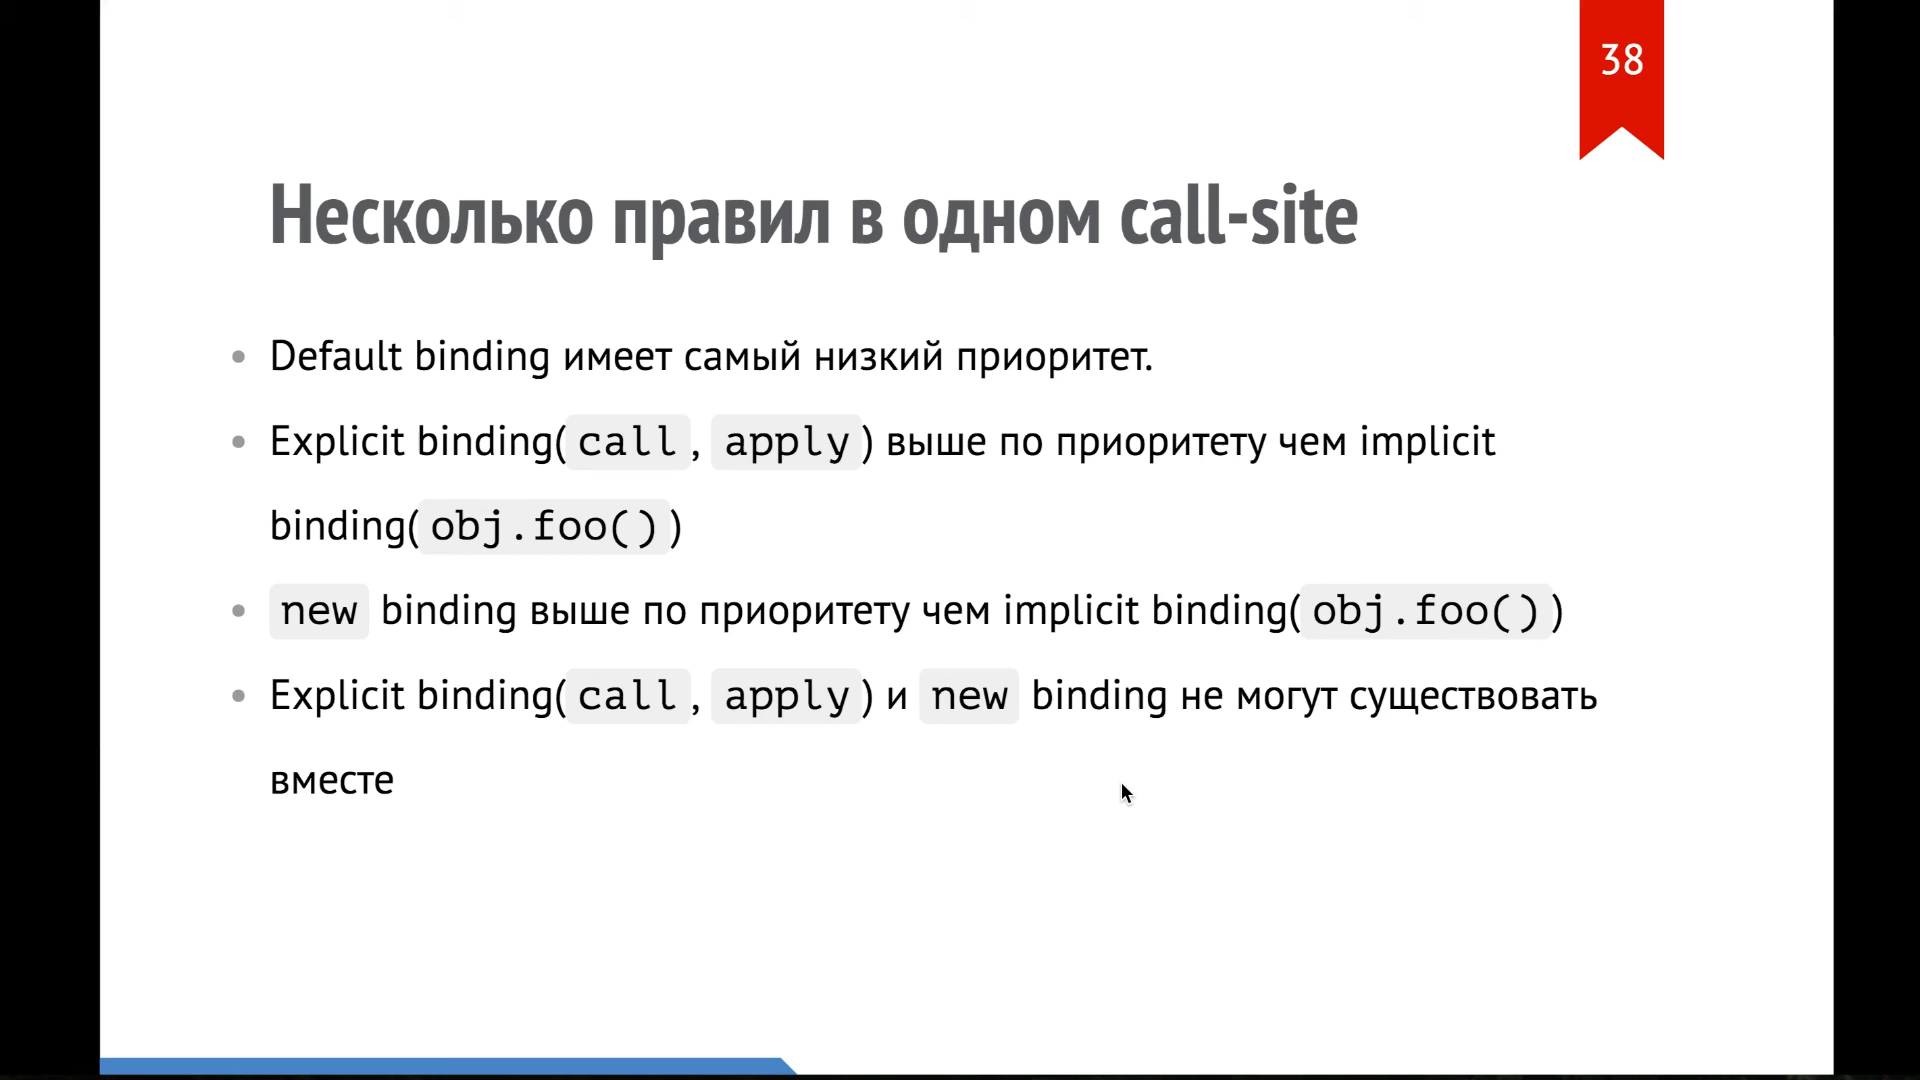 38
Несколько правил в одном call-site
Default binding имеет самый низкий приоритет.
Explicit binding(call, apply) выше по приоритету чем implicit
binding(obj.foo())
new binding выше по приоритету чем implicit binding(obj.foo())
Explicit binding(call, apply) и new binding не могут существовать
вместе